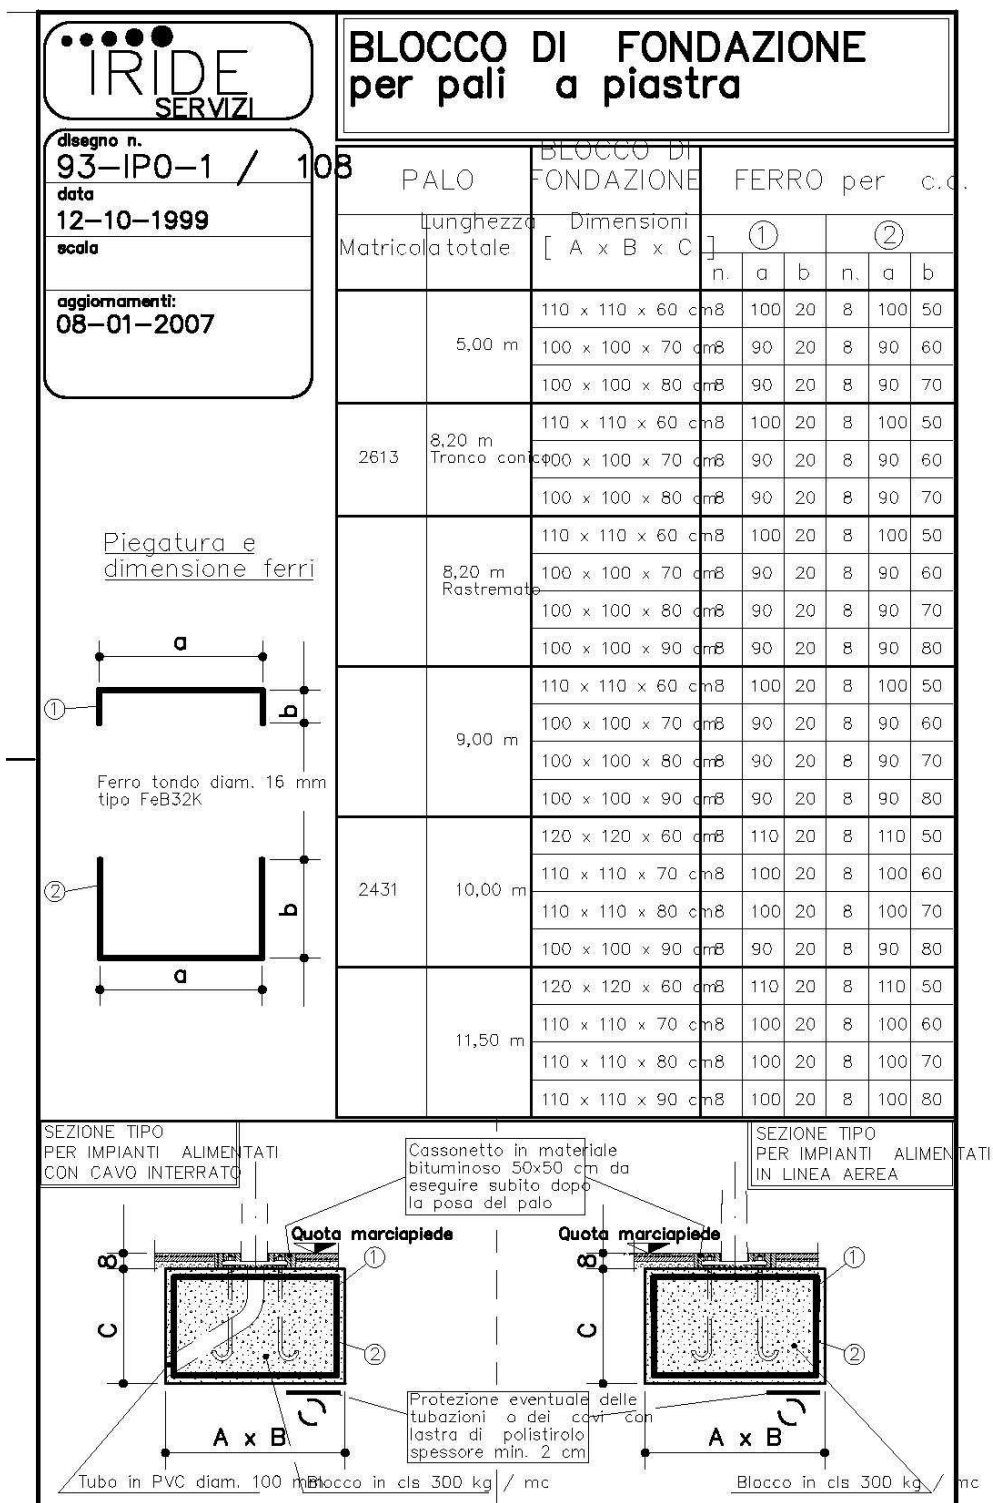 IRIDE
SERVIZI
BLOCCO DI FONDAZIONE
per pali a piastra
disegno n.
93-IPO-1 / 108
data
12-10-1999
scala
aggiornamenti:
08-01-2007
PALO
BLOCCO DI
FONDAZIONE
FERRO per c.a.
Matricola
Lunghezza
totale
Dimensioni
[ A x B x C ]
1 2
n. a b n. a b
5,00 m
110 x 110 x 60 cm 8 100 20 8 100 50
100 x 100 x 70 cm 8 90 20 8 90 60
100 x 100 x 80 cm 8 90 20 8 90 70
2613
8,20 m
Tronco conico
110 x 110 x 60 cm 8 100 20 8 100 50
100 x 100 x 70 cm 8 90 20 8 90 60
100 x 100 x 80 cm 8 90 20 8 90 70
8,20 m
Rastremato
110 x 110 x 60 cm 8 100 20 8 100 50
100 x 100 x 70 cm 8 90 20 8 90 60
100 x 100 x 80 cm 8 90 20 8 90 70
100 x 100 x 90 cm 8 90 20 8 90 80
9,00 m
110 x 110 x 60 cm 8 100 20 8 100 50
100 x 100 x 70 cm 8 90 20 8 90 60
100 x 100 x 80 cm 8 90 20 8 90 70
100 x 100 x 90 cm 8 90 20 8 90 80
2431
10,00 m
120 x 120 x 60 cm 8 110 20 8 110 50
110 x 110 x 70 cm 8 100 20 8 100 60
110 x 110 x 80 cm 8 100 20 8 100 70
100 x 100 x 90 cm 8 90 20 8 90 80
11,50 m
120 x 120 x 60 cm 8 110 20 8 110 50
110 x 110 x 70 cm 8 100 20 8 100 60
110 x 110 x 80 cm 8 100 20 8 100 70
110 x 110 x 90 cm 8 100 20 8 100 80
Piegatura e
dimensione ferri
a
1
b
Ferro tondo diam. 16 mm
tipo FeB32K
2
b
a
SEZIONE TIPO
PER IMPIANTI ALIMENTATI
CON CAVO INTERRATO
Cassonetto in materiale
bituminoso 50x50 cm da
eseguire subito dopo
la posa del palo
SEZIONE TIPO
PER IMPIANTI ALIMENTATI
IN LINEA AEREA
Quota marciapiede
Quota marciapiede
8
1
8
1
C
2
C
2
Protezione eventuale delle
tubazioni o dei cavi con
lastra di polistirolo
spessore min. 2 cm
A x B
A x B
Tubo in PVC diam. 100 mm
Blocco in cls 300 kg / mc
Blocco in cls 300 kg / mc